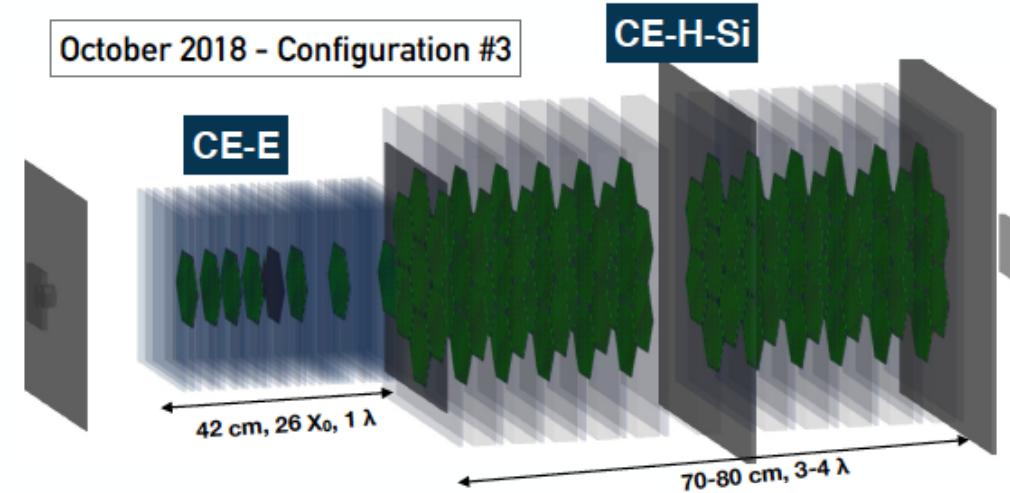 October 2018 - Configuration #3
CE-H-Si
CE-E
42 cm, 26 X₀, 1 λ
70-80 cm, 3-4 λ